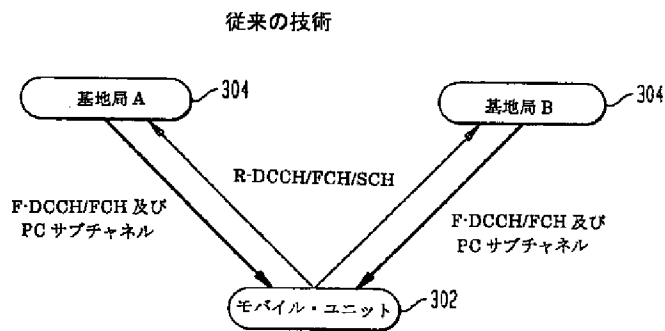 従来の技術
基地局 A
304
基地局 B
304
R-DCCH/FCH/SCH
F-DCCH/FCH 及び
PC サブチャネル
F-DCCH/FCH 及び
PC サブチャネル
モバイル・ユニット
302